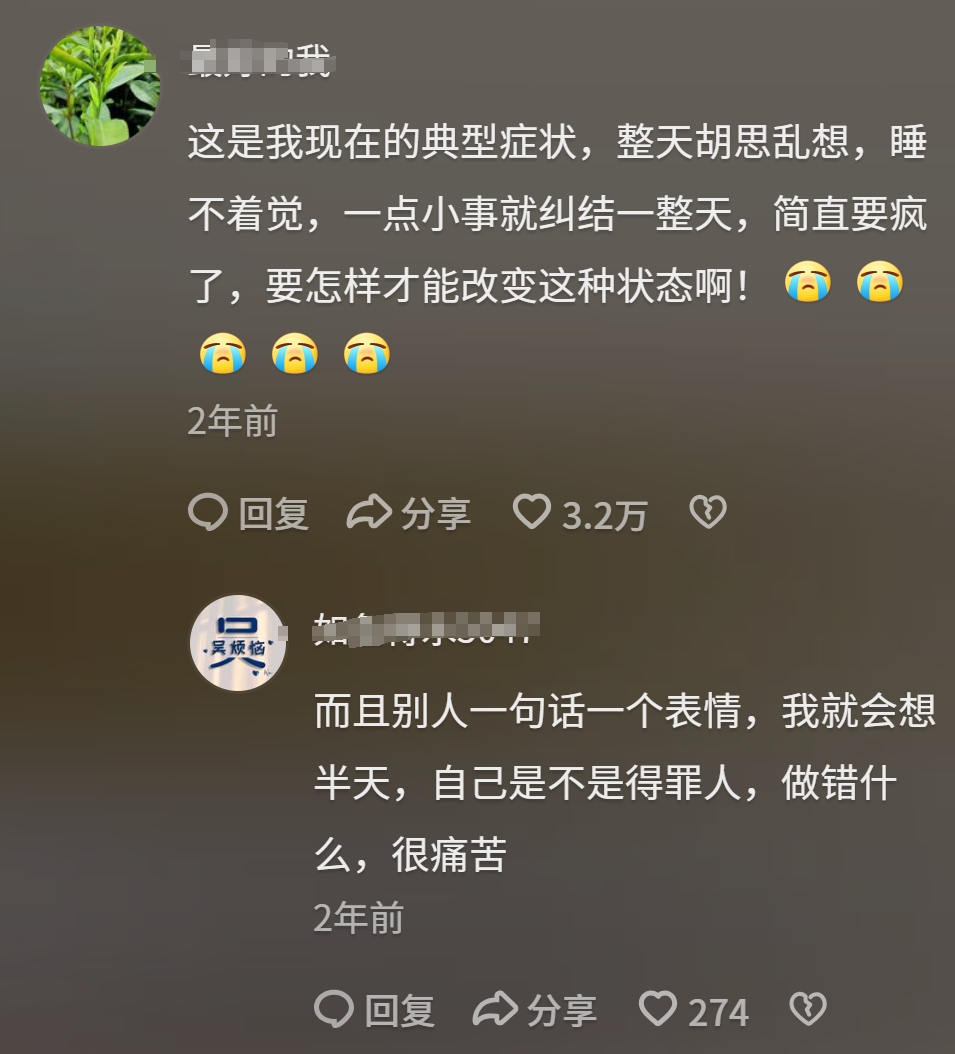 这是我现在的典型症状，整天胡思乱想，睡
不着觉，一点小事就纠结一整天，简直要疯
了，要怎样才能改变这种状态啊！😭😭
😭😭😭
2年前
回复 分享 3.2万
吴烦恼
而且别人一句话一个表情，我就会想
半天，自己是不是得罪人，做错什
么，很痛苦
2年前
回复 分享 274